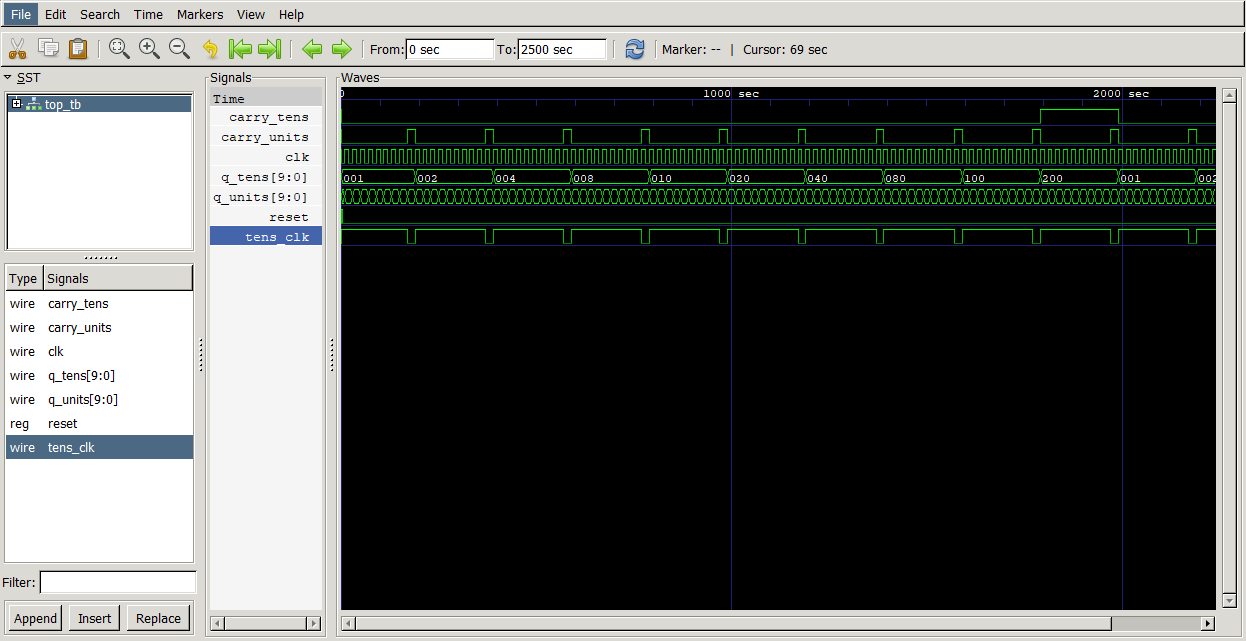 File Edit Search Time Markers View Help
From: 0 sec To: 2500 sec Marker: -- | Cursor: 69 sec
SST
top_tb
Type Signals
wire carry_tens
wire carry_units
wire clk
wire q_tens[9:0]
wire q_units[9:0]
reg reset
wire tens_clk
Filter:
Append Insert Replace
Signals
Time
carry_tens
carry_units
clk
q_tens[9:0]
q_units[9:0]
reset
tens_clk
Waves
0 1000 sec 2000 sec
001 002 004 008 010 020 040 080 100 200 001 002